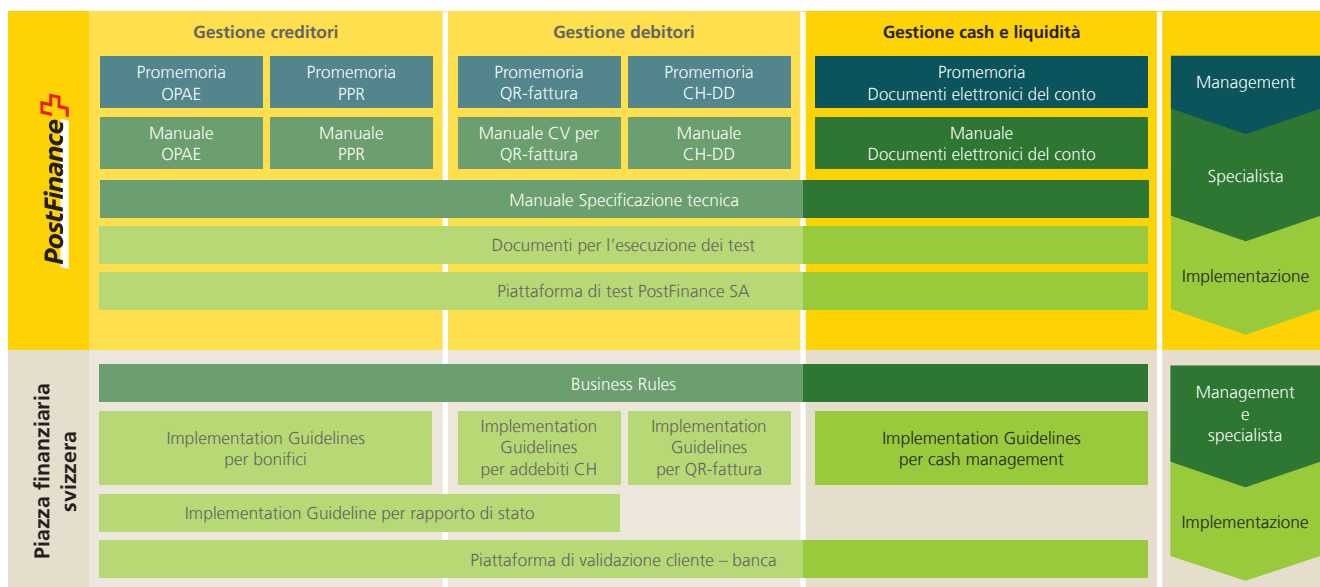 Gestione creditori
Gestione debitori
Gestione cash e liquidità
PostFinance
Promemoria
OPAE
Promemoria
PPR
Promemoria
QR-fattura
Promemoria
CH-DD
Promemoria
Documenti elettronici del conto
Management
Manuale
OPAE
Manuale
PPR
Manuale CV per
QR-fattura
Manuale
CH-DD
Manuale
Documenti elettronici del conto
Specialista
Manuale Specificazione tecnica
Documenti per l'esecuzione dei test
Implementazione
Piattaforma di test PostFinance SA
Piazza finanziaria
svizzera
Business Rules
Management
e
specialista
Implementation Guidelines
per bonifici
Implementation
Guidelines
per addebiti CH
Implementation
Guidelines
per QR-fattura
Implementation Guidelines
per cash management
Implementation Guideline per rapporto di stato
Implementazione
Piattaforma di validazione cliente – banca